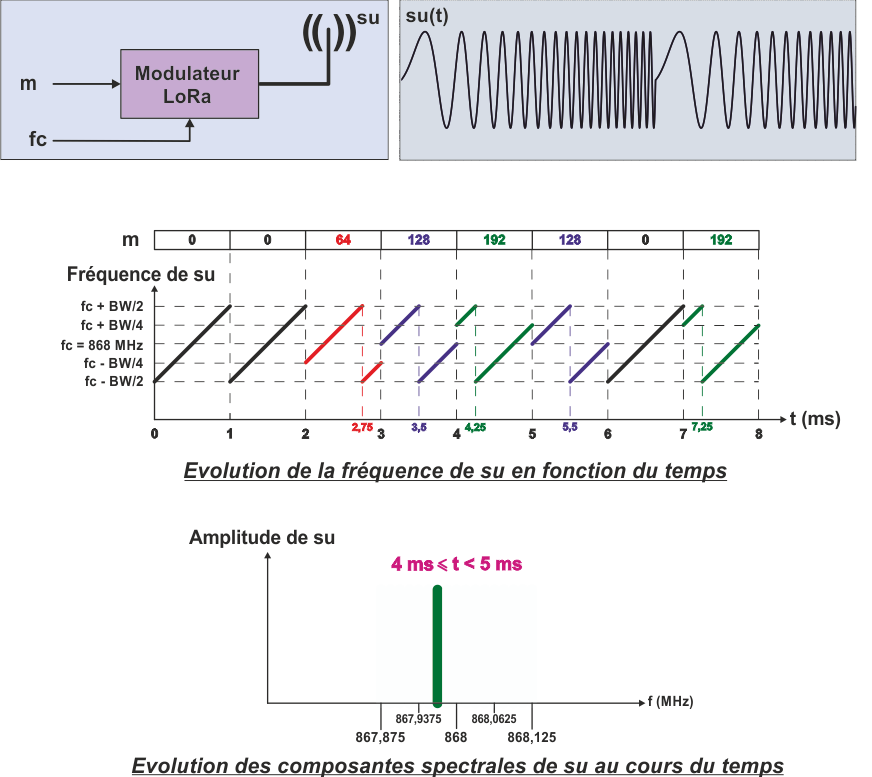 su
m
Modulateur
LoRa
fc
su(t)
m 0 0 64 128 192 128 0 192
Fréquence de su
fc + BW/2
fc + BW/4
fc = 868 MHz
fc - BW/4
fc - BW/2
t (ms)
0 1 2 2,75 3 3,5 4 4,25 5 5,5 6 7 7,25 8
Evolution de la fréquence de su en fonction du temps
Amplitude de su
4 ms ⩽ t < 5 ms
f (MHz)
867,9375 868,0625
867,875 868 868,125
Evolution des composantes spectrales de su au cours du temps